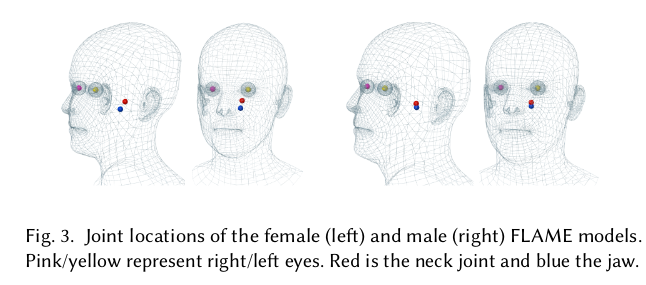 Fig. 3. Joint locations of the female (left) and male (right) FLAME models.
Pink/yellow represent right/left eyes. Red is the neck joint and blue the jaw.